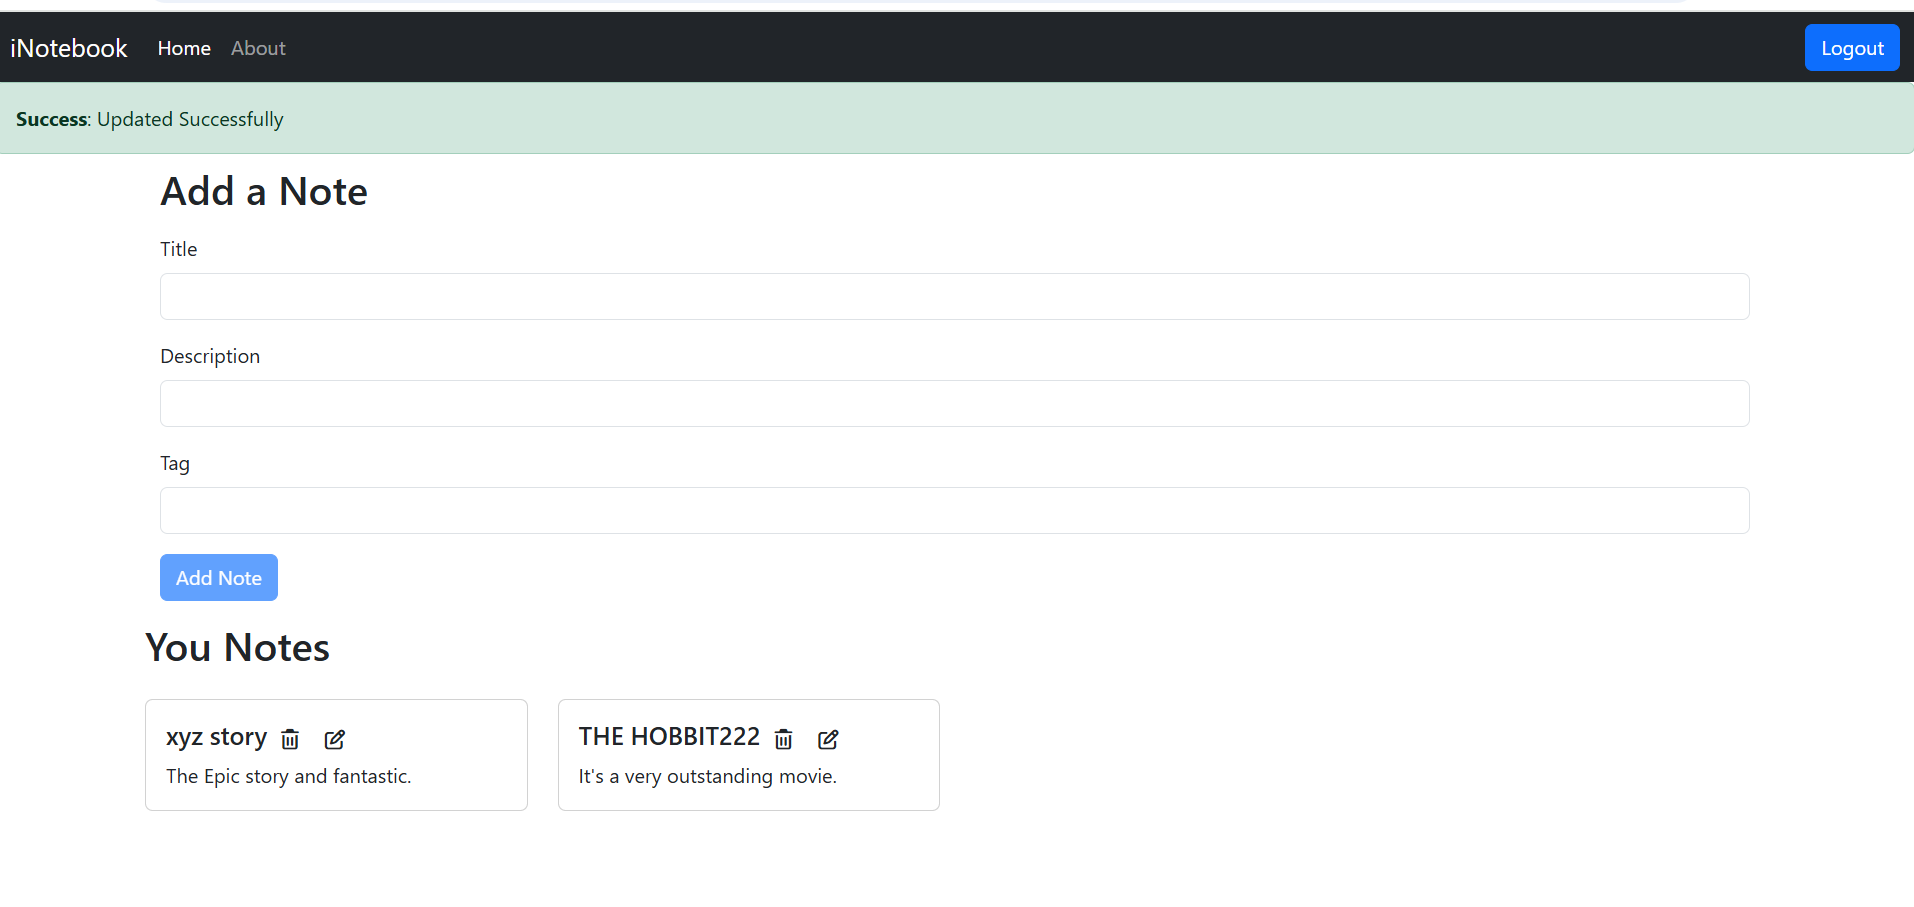 iNotebook Home About Logout
Success: Updated Successfully
Add a Note
Title
Description
Tag
Add Note
You Notes
xyz story
The Epic story and fantastic.
THE HOBBIT222
It's a very outstanding movie.